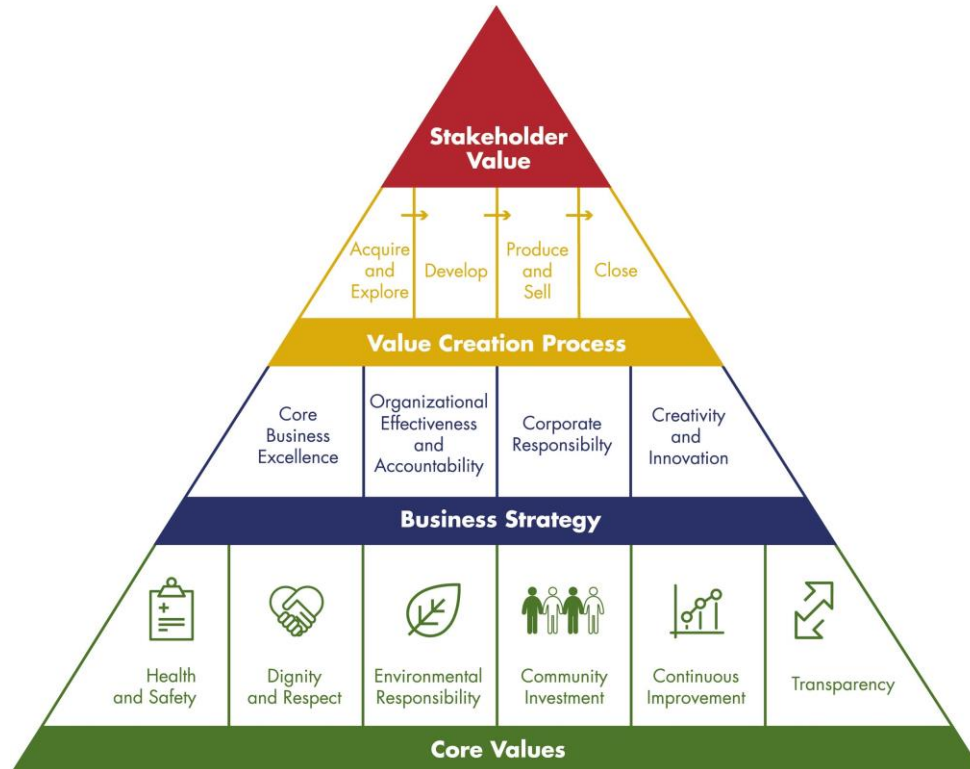 Stakeholder
Value
Acquire
and
Explore
Develop
Produce
and
Sell
Close
Value Creation Process
Core
Business
Excellence
Organizational
Effectiveness
and
Accountability
Corporate
Responsibilty
Creativity
and
Innovation
Business Strategy
Health
and Safety
Dignity
and Respect
Environmental
Responsibility
Community
Investment
Continuous
Improvement
Transparency
Core Values